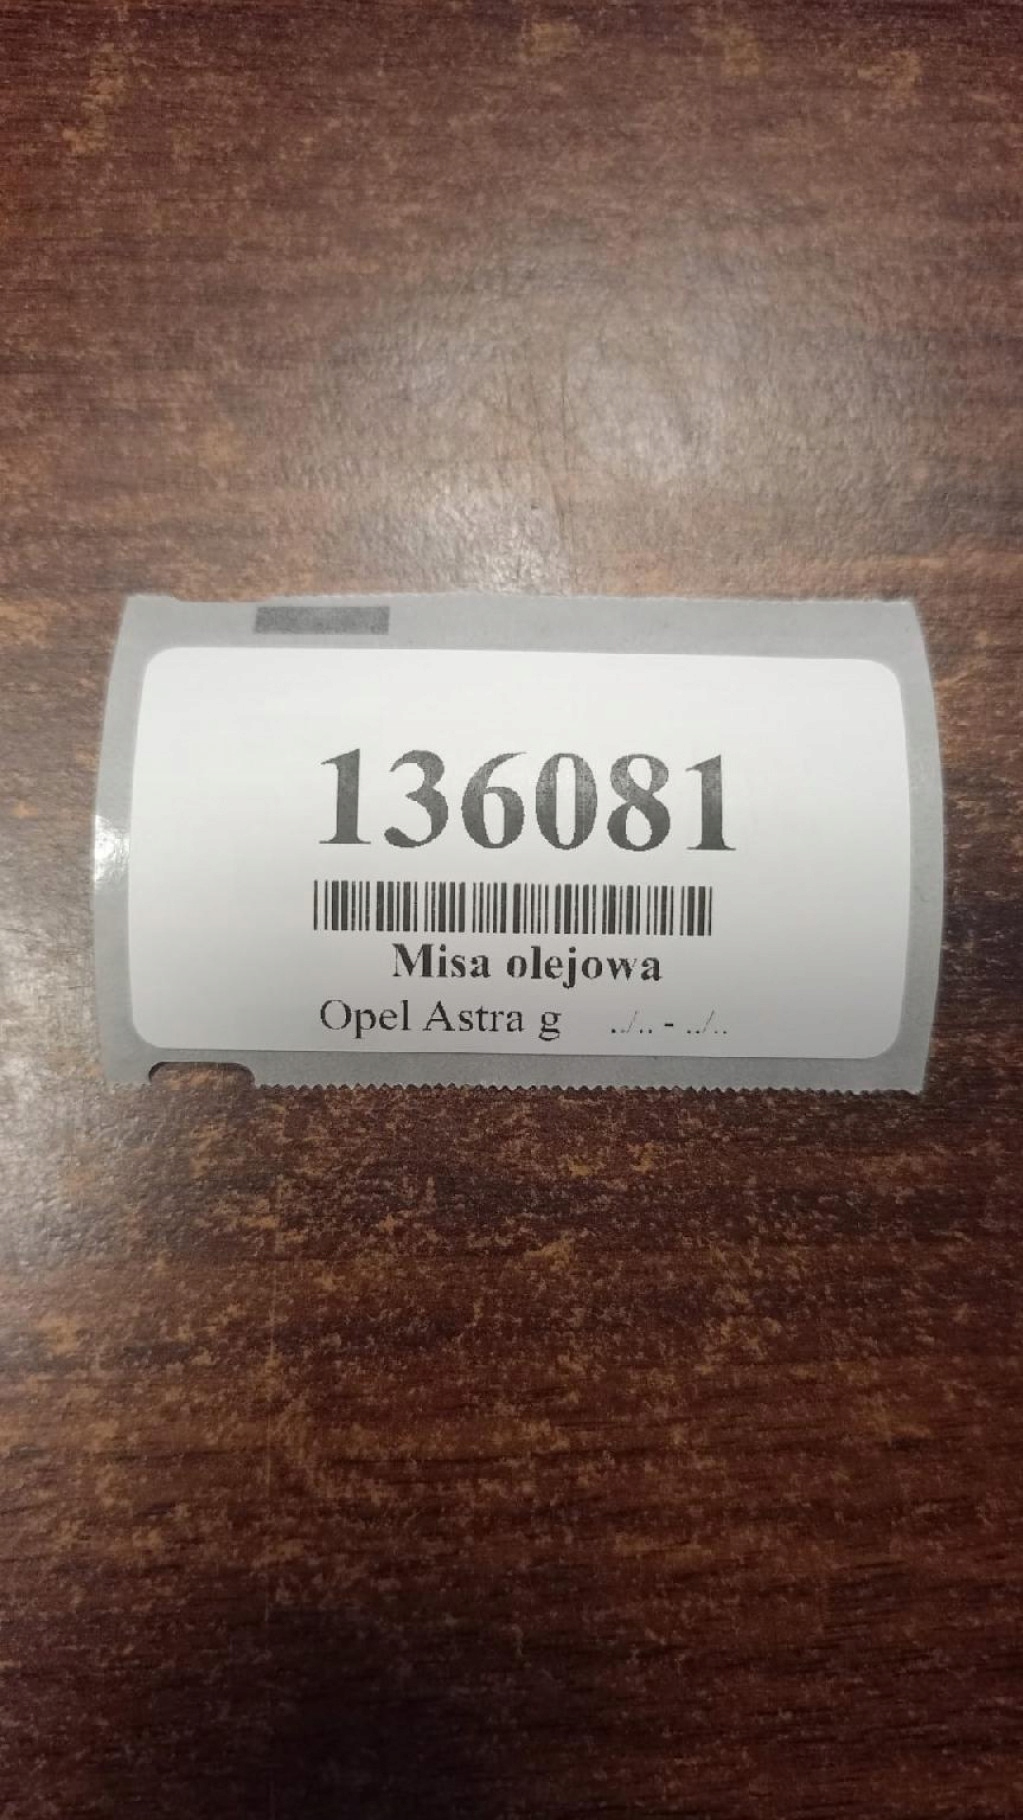 136081
Misa olejowa
Opel Astra g ../.. - ../..